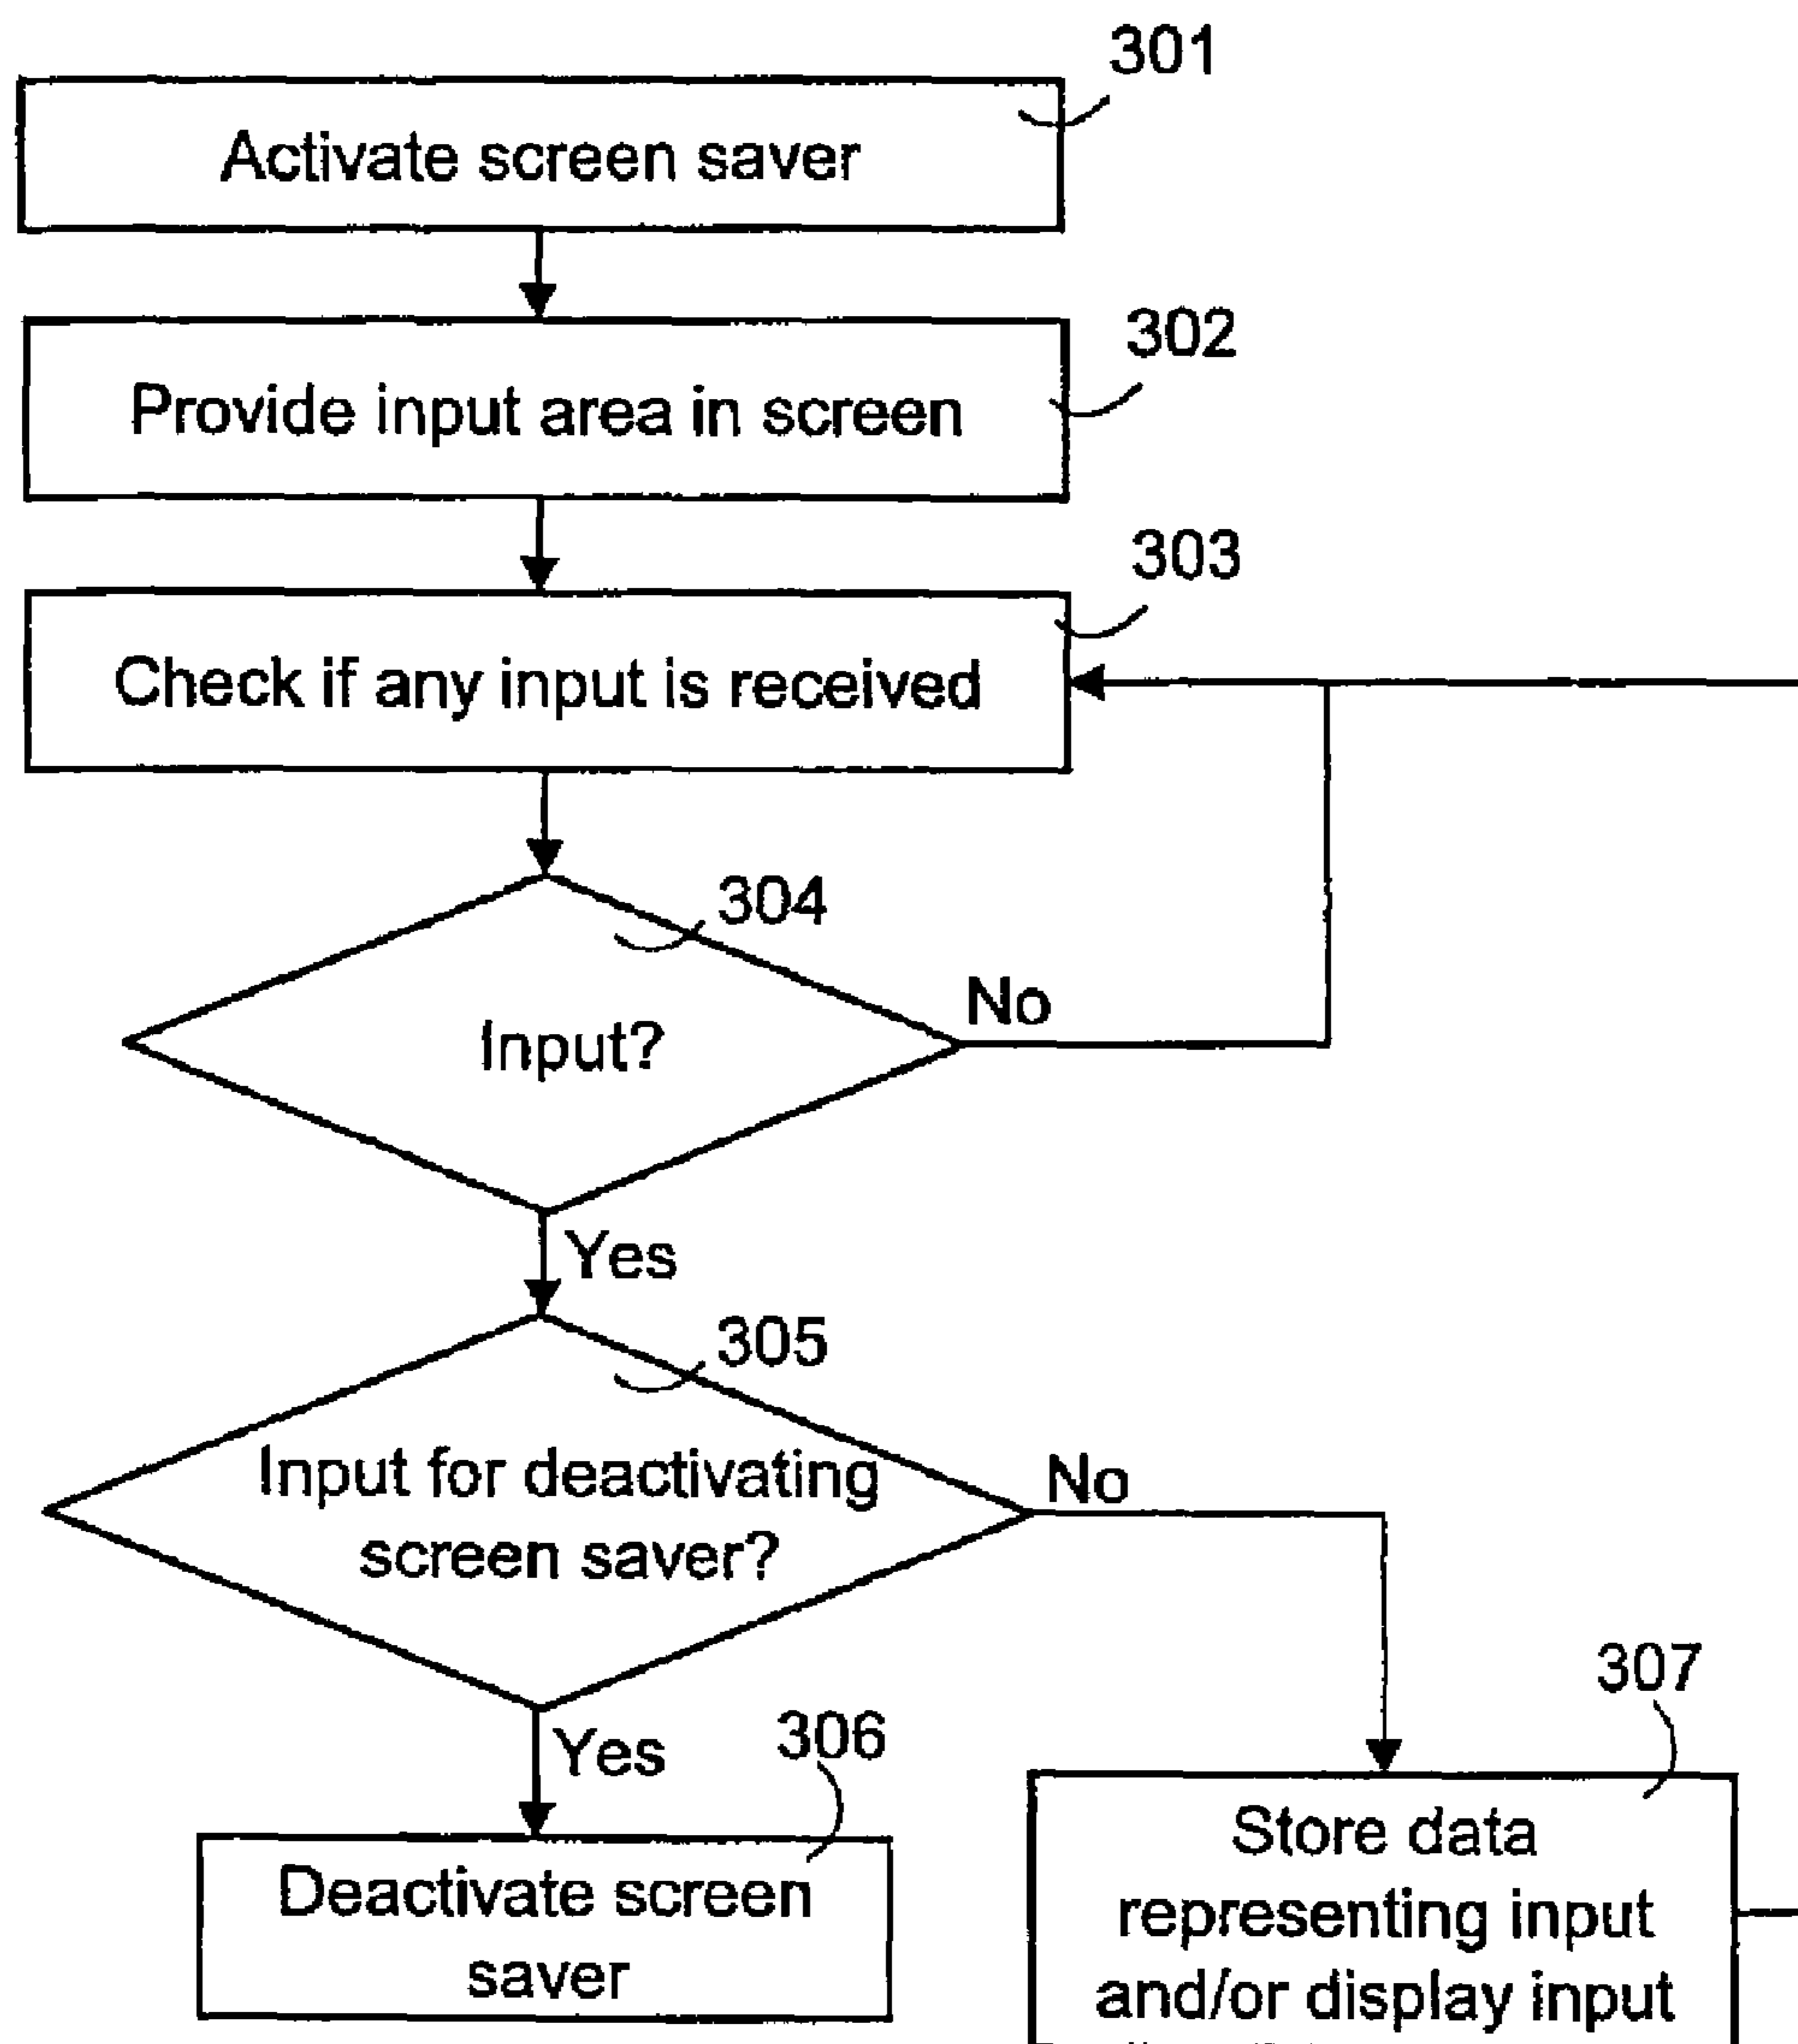 301
Activate screen saver
302
Provide input area in screen
303
Check if any input is received
304
Input?
No
Yes
305
Input for deactivating
screen saver?
No
Yes
306
Deactivate screen
saver
307
Store data
representing input
and/or display input